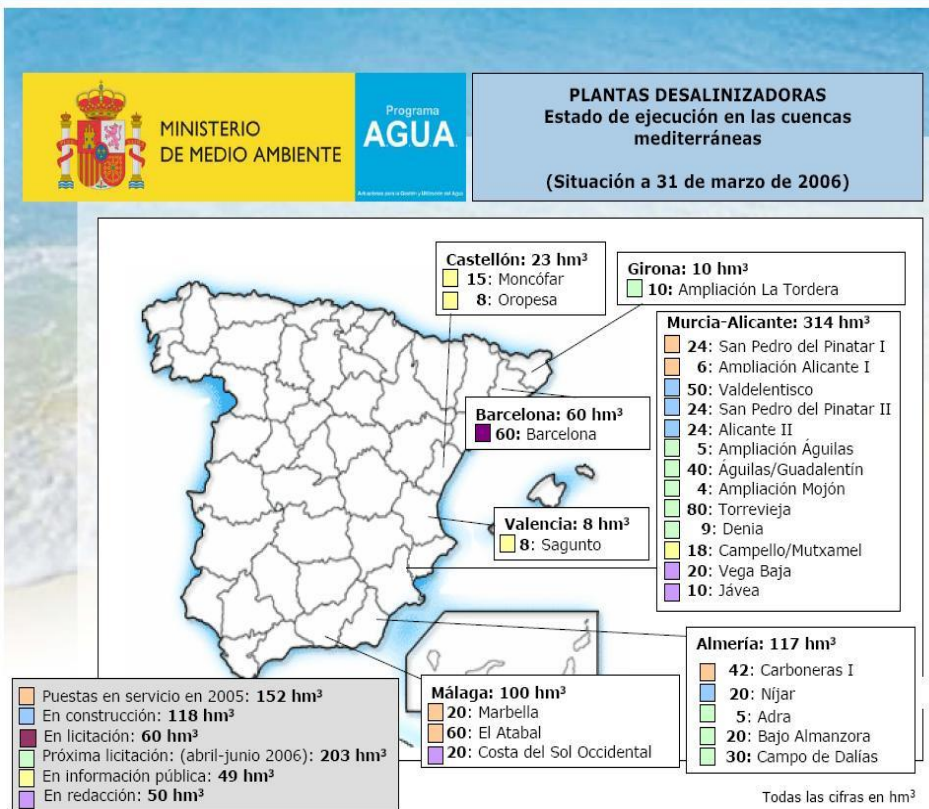 MINISTERIO
DE MEDIO AMBIENTE
Programa
A.G.U.A.
Actuaciones para la Gestión y Utilización del Agua
PLANTAS DESALINIZADORAS
Estado de ejecución en las cuencas
mediterráneas
(Situación a 31 de marzo de 2006)
Castellón: 23 hm³
15: Moncófar
8: Oropesa
Girona: 10 hm³
10: Ampliación La Tordera
Murcia-Alicante: 314 hm³
24: San Pedro del Pinatar I
6: Ampliación Alicante I
50: Valdelentisco
24: San Pedro del Pinatar II
24: Alicante II
5: Ampliación Águilas
40: Águilas/Guadalentín
4: Ampliación Mojón
80: Torrevieja
9: Denia
18: Campello/Mutxamel
20: Vega Baja
10: Jávea
Barcelona: 60 hm³
60: Barcelona
Valencia: 8 hm³
8: Sagunto
Almería: 117 hm³
42: Carboneras I
20: Níjar
5: Adra
20: Bajo Almanzora
30: Campo de Dalías
Málaga: 100 hm³
20: Marbella
60: El Atabal
20: Costa del Sol Occidental
Puestas en servicio en 2005: 152 hm³
En construcción: 118 hm³
En licitación: 60 hm³
Próxima licitación: (abril-junio 2006): 203 hm³
En información pública: 49 hm³
En redacción: 50 hm³
Todas las cifras en hm³